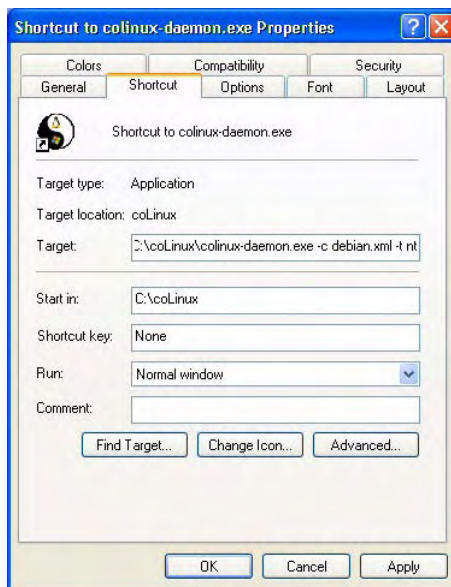 Shortcut to colinux-daemon.exe Properties
Colors Compatibility Security
General Shortcut Options Font Layout
Shortcut to colinux-daemon.exe
Target type: Application
Target location: coLinux
Target: C:\coLinux\colinux-daemon.exe -c debian.xml -t nt
Start in: C:\coLinux
Shortcut key: None
Run: Normal window
Comment:
Find Target... Change Icon... Advanced...
OK Cancel Apply